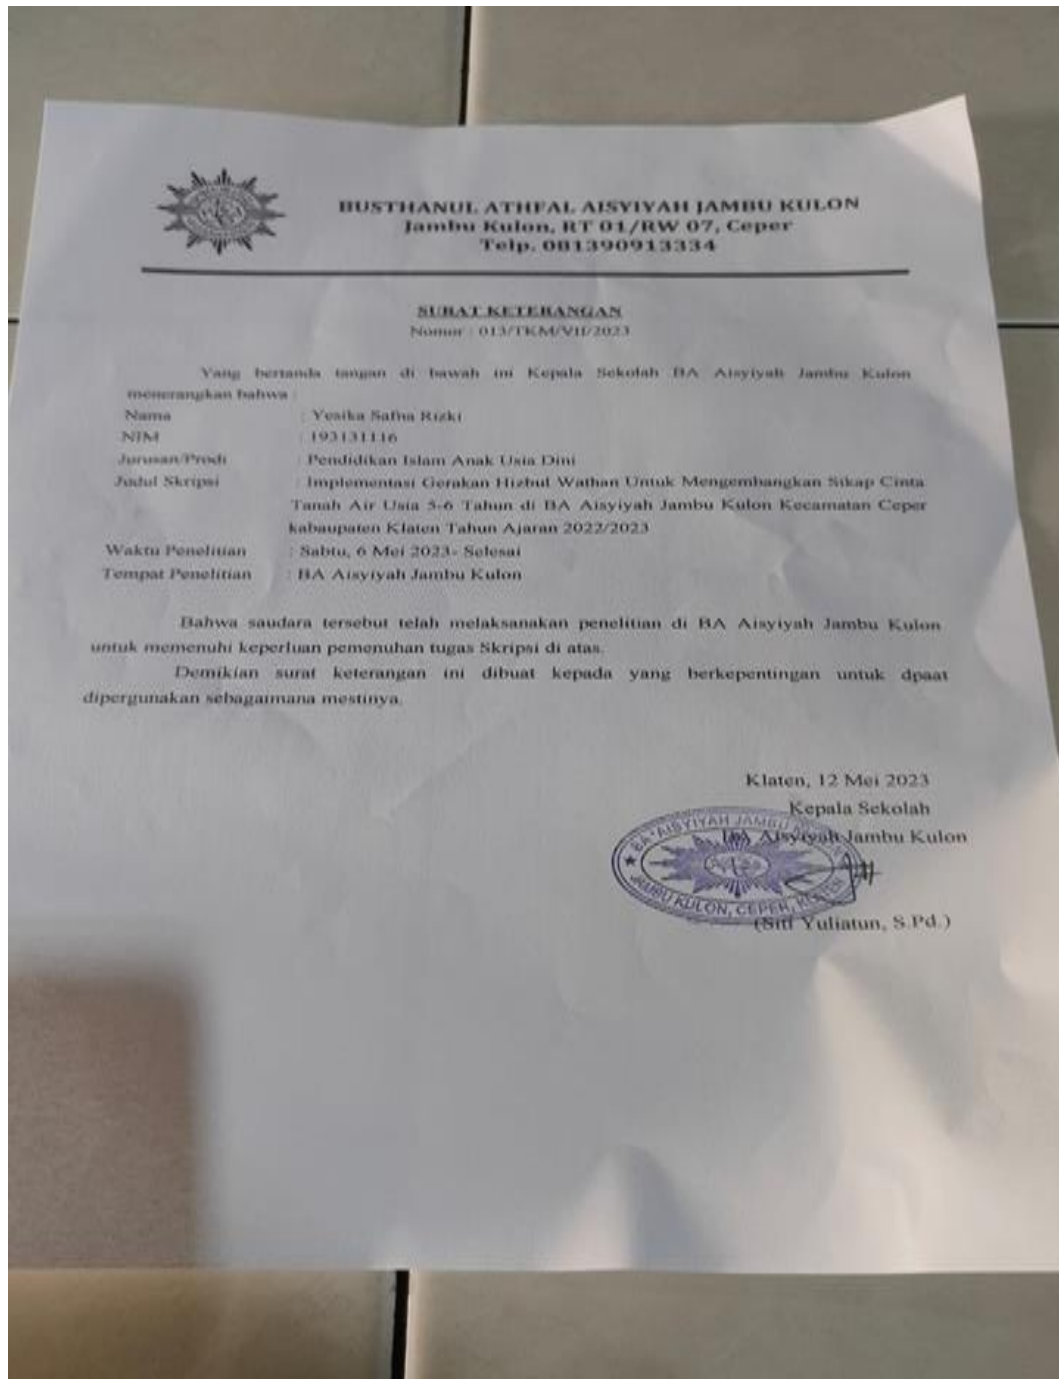 BUSTHANUL ATHFAL AISYIYAH JAMBU KULON
Jambu Kulon, RT 01/RW 07, Ceper
Telp. 081390913334
SURAT KETERANGAN
Nomor : 013/TKM/VII/2023
Yang bertanda tangan di bawah ini Kepala Sekolah BA Aisyiyah Jambu Kulon
menerangkan bahwa :
Nama : Yesika Safna Rizki
NIM : 193131116
Jurusan/Prodi : Pendidikan Islam Anak Usia Dini
Judul Skripsi : Implementasi Gerakan Hizbul Wathan Untuk Mengembangkan Sikap Cinta
Tanah Air Usia 5-6 Tahun di BA Aisyiyah Jambu Kulon Kecamatan Ceper
kabaupaten Klaten Tahun Ajaran 2022/2023
Waktu Penelitian : Sabtu, 6 Mei 2023- Selesai
Tempat Penelitian : BA Aisyiyah Jambu Kulon
Bahwa saudara tersebut telah melaksanakan penelitian di BA Aisyiyah Jambu Kulon
untuk memenuhi keperluan pemenuhan tugas Skripsi di atas.
Demikian surat keterangan ini dibuat kepada yang berkepentingan untuk dpaat
dipergunakan sebagaimana mestinya.
Klaten, 12 Mei 2023
Kepala Sekolah
BA Aisyiyah Jambu Kulon
BA 'AISYIYAH JAMBU
JAMBU KULON, CEPER, KLATEN
(Siti Yuliatun, S.Pd.)